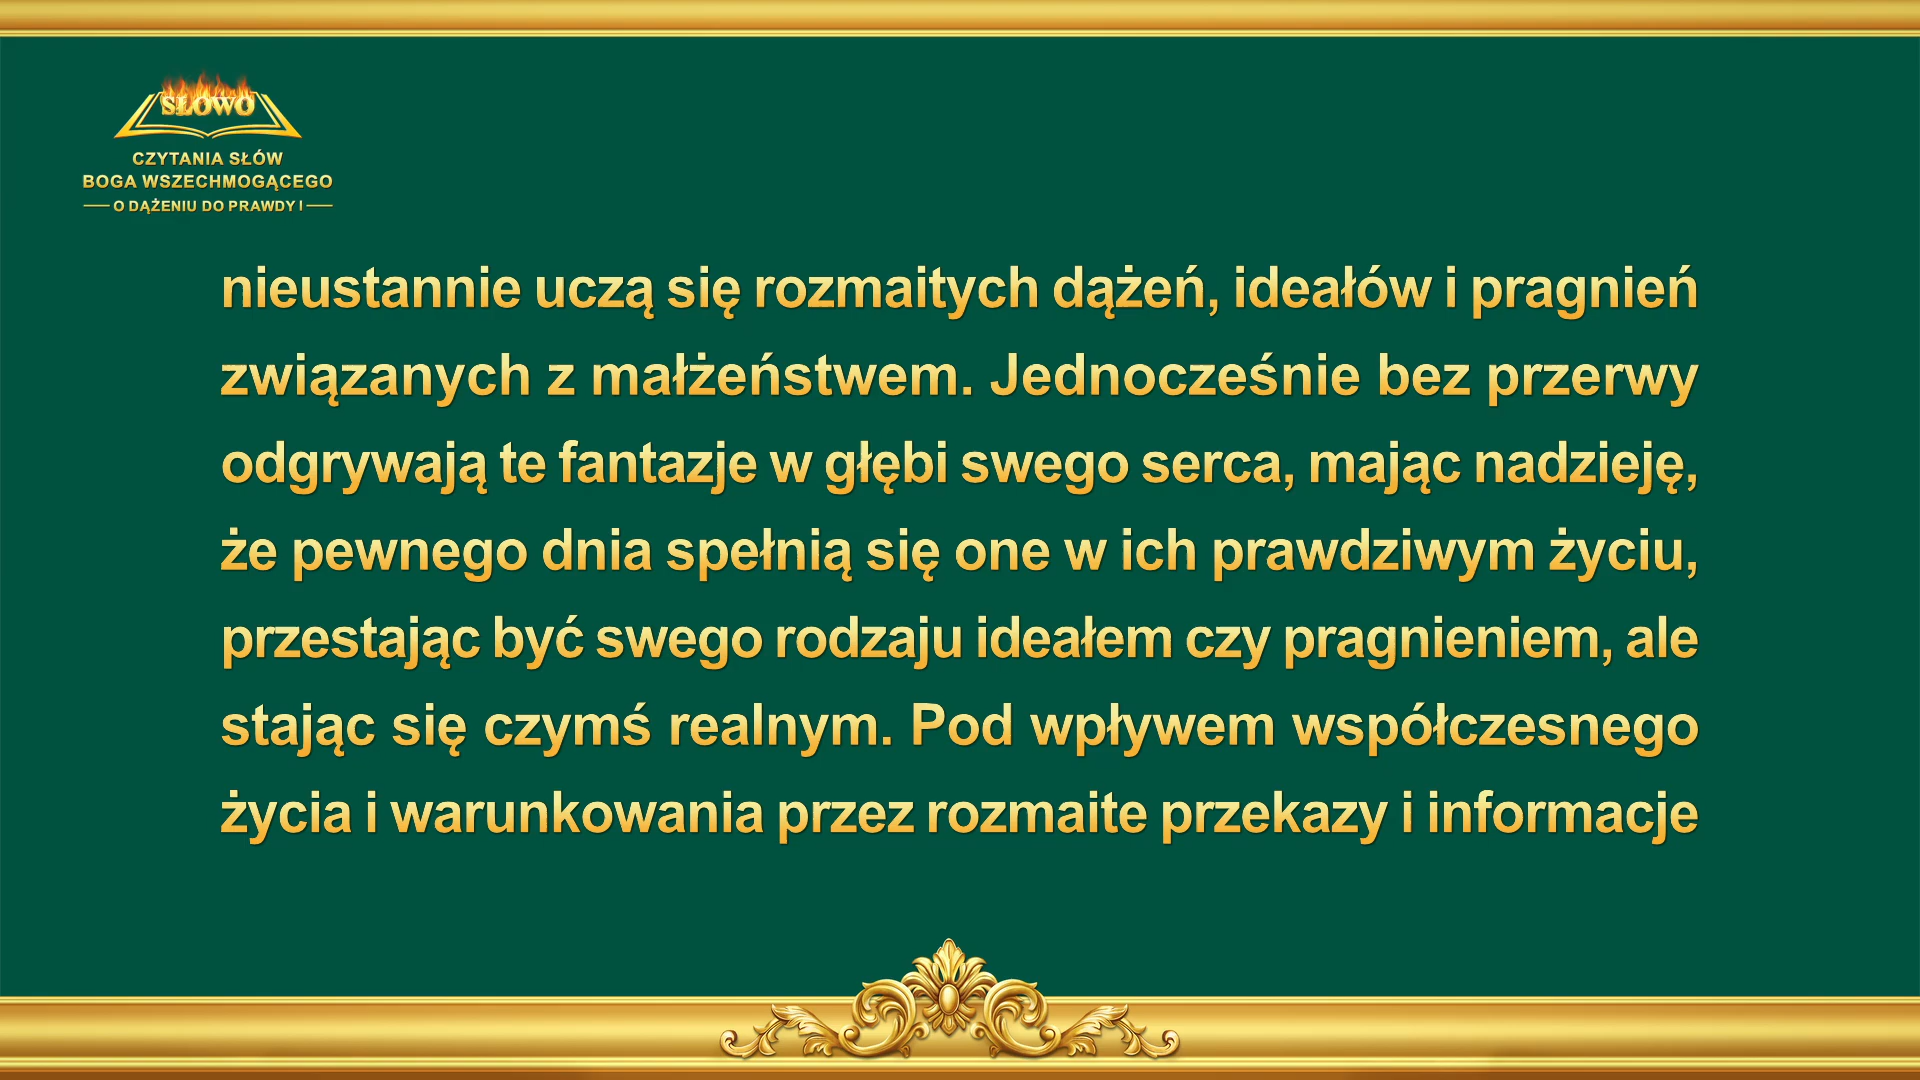 SŁOWO
CZYTANIA SŁÓW
BOGA WSZECHMOGĄCEGO
O DĄŻENIU DO PRAWDY I
nieustannie uczą się rozmaitych dążeń, ideałów i pragnień
związanych z małżeństwem. Jednocześnie bez przerwy
odgrywają te fantazje w głębi swego serca, mając nadzieję,
że pewnego dnia spełnią się one w ich prawdziwym życiu,
przestając być swego rodzaju ideałem czy pragnieniem, ale
stając się czymś realnym. Pod wpływem współczesnego
życia i warunkowania przez rozmaite przekazy i informacje